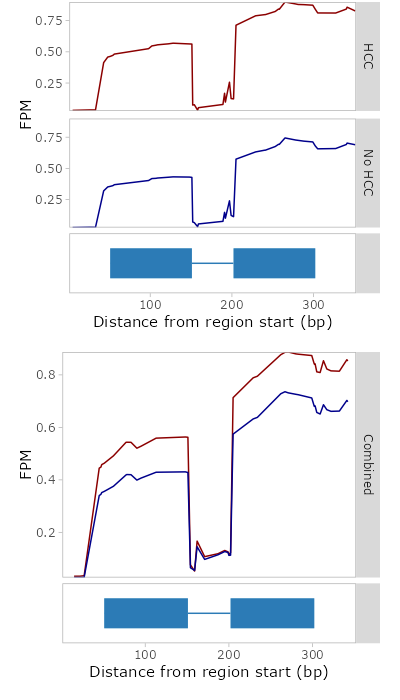 0.75
0.50
0.25
HCC
FPM
0.75
0.50
0.25
No HCC
100 200 300
Distance from region start (bp)
0.8
0.6
0.4
0.2
FPM
Combined
100 200 300
Distance from region start (bp)